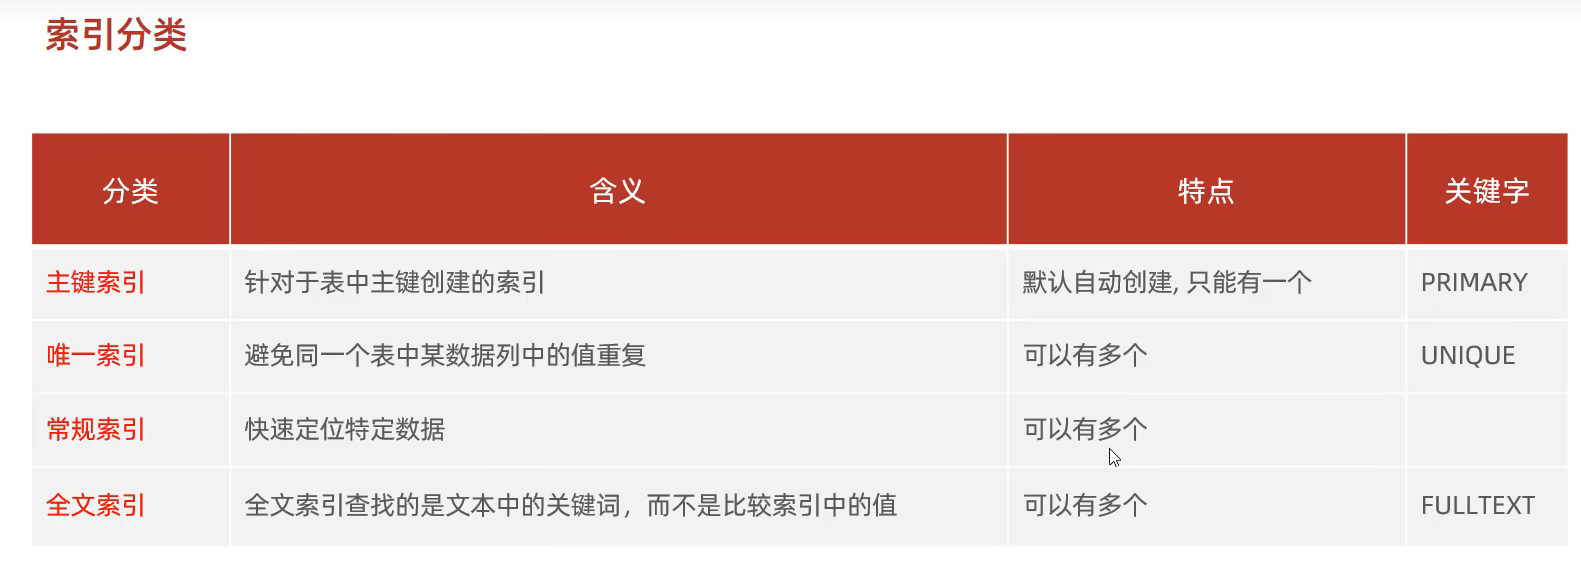 索引分类
分类 含义 特点 关键字
主键索引 针对于表中主键创建的索引 默认自动创建, 只能有一个 PRIMARY
唯一索引 避免同一个表中某数据列中的值重复 可以有多个 UNIQUE
常规索引 快速定位特定数据 可以有多个
全文索引 全文索引查找的是文本中的关键词，而不是比较索引中的值 可以有多个 FULLTEXT